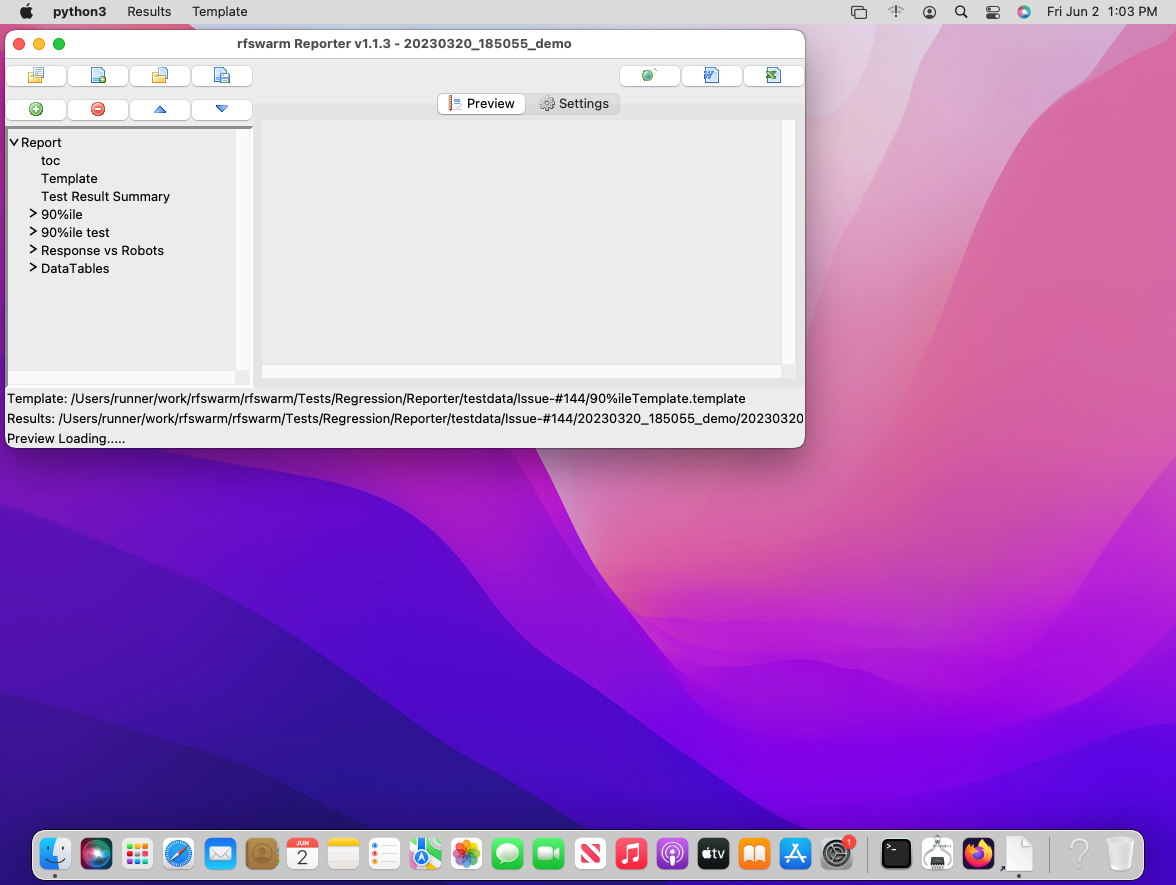 python3 Results Template Fri Jun 2 1:03 PM
rfswarm Reporter v1.1.3 - 20230320_185055_demo
Preview Settings
Report
toc
Template
Test Result Summary
90%ile
90%ile test
Response vs Robots
DataTables
Template: /Users/runner/work/rfswarm/rfswarm/Tests/Regression/Reporter/testdata/Issue-#144/90%ileTemplate.template
Results: /Users/runner/work/rfswarm/rfswarm/Tests/Regression/Reporter/testdata/Issue-#144/20230320_185055_demo/20230320
Preview Loading.....
JUN
2
tv
1
>_